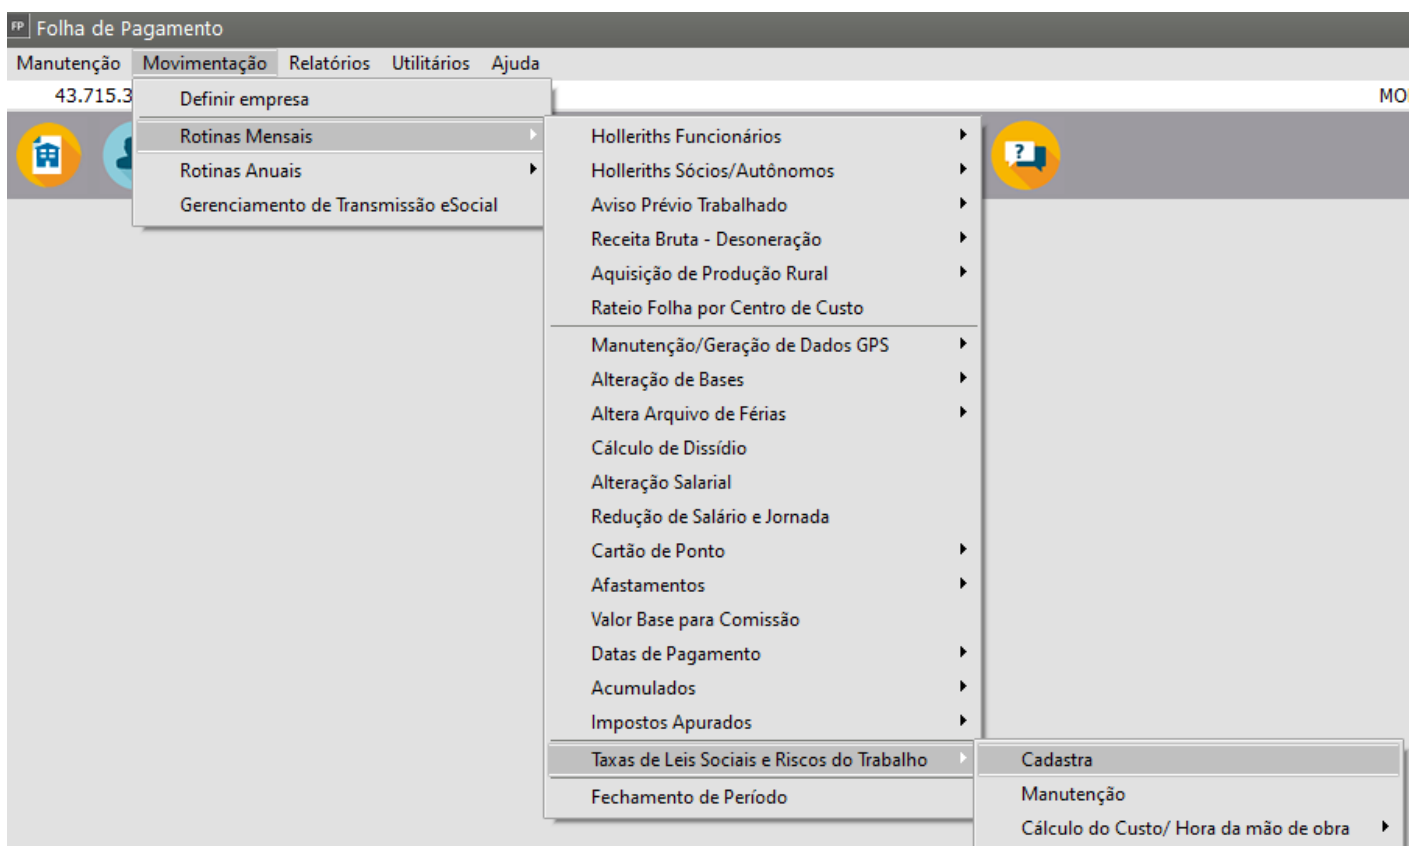 FP Folha de Pagamento
Manutenção Movimentação Relatórios Utilitários Ajuda
43.715.3
MO
Definir empresa
Rotinas Mensais
Rotinas Anuais
Gerenciamento de Transmissão eSocial
Holleriths Funcionários
Holleriths Sócios/Autônomos
Aviso Prévio Trabalhado
Receita Bruta - Desoneração
Aquisição de Produção Rural
Rateio Folha por Centro de Custo
Manutenção/Geração de Dados GPS
Alteração de Bases
Altera Arquivo de Férias
Cálculo de Dissídio
Alteração Salarial
Redução de Salário e Jornada
Cartão de Ponto
Afastamentos
Valor Base para Comissão
Datas de Pagamento
Acumulados
Impostos Apurados
Taxas de Leis Sociais e Riscos do Trabalho
Fechamento de Período
Cadastra
Manutenção
Cálculo do Custo/ Hora da mão de obra